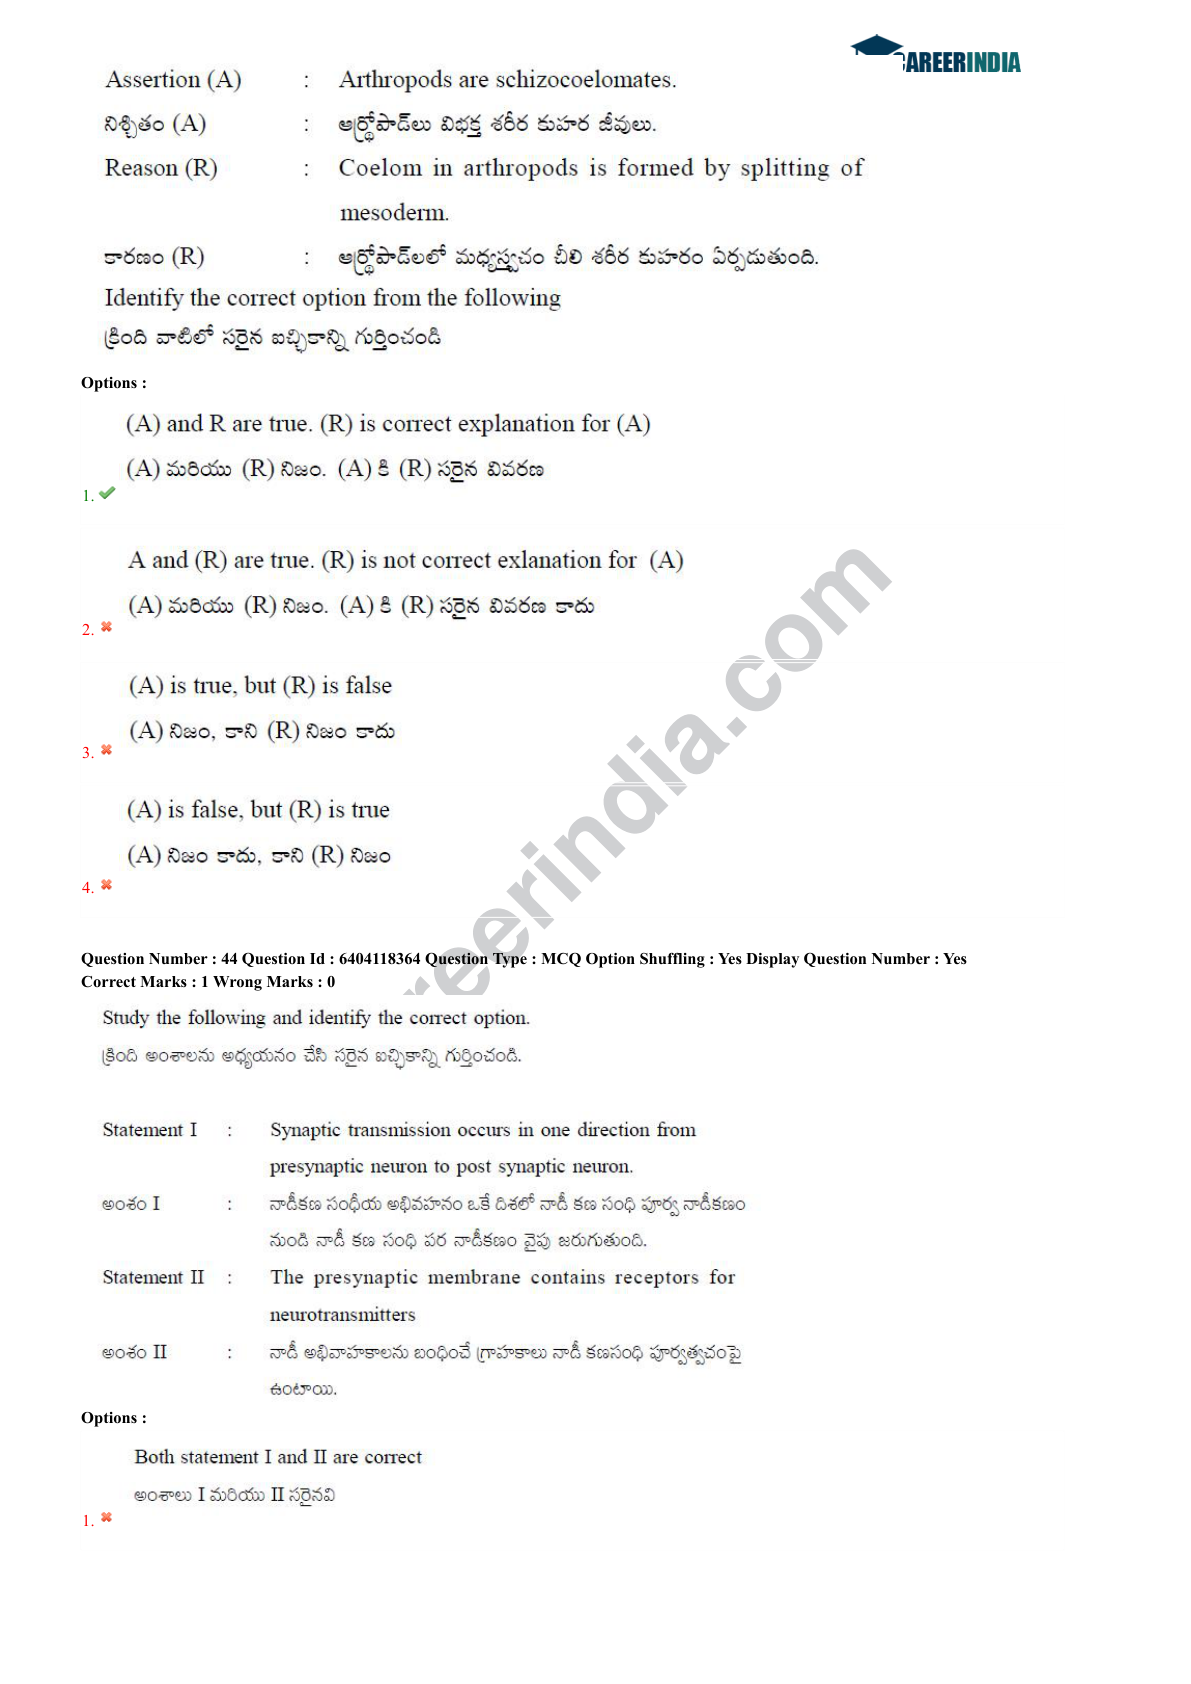 CAREERINDIA
Assertion (A) : Arthropods are schizocoelomates.
నిశ్చితం (A) : ఆర్థ్రోపాడ్‌లు విభక్త శరీర కుహర జీవులు.
Reason (R) : Coelom in arthropods is formed by splitting of
mesoderm.
కారణం (R) : ఆర్థ్రోపాడ్‌లలో మధ్యస్త్వచం చీలి శరీర కుహరం ఏర్పడుతుంది.
Identify the correct option from the following
క్రింది వాటిలో సరైన ఐచ్ఛికాన్ని గుర్తించండి
Options :
(A) and R are true. (R) is correct explanation for (A)
(A) మరియు (R) నిజం. (A) కి (R) సరైన వివరణ
1.
A and (R) are true. (R) is not correct exlanation for (A)
(A) మరియు (R) నిజం. (A) కి (R) సరైన వివరణ కాదు
2.
(A) is true, but (R) is false
(A) నిజం, కాని (R) నిజం కాదు
3.
(A) is false, but (R) is true
(A) నిజం కాదు, కాని (R) నిజం
4.
reerindia.com
Question Number : 44 Question Id : 6404118364 Question Type : MCQ Option Shuffling : Yes Display Question Number : Yes
Correct Marks : 1 Wrong Marks : 0
Study the following and identify the correct option.
క్రింది అంశాలను అధ్యయనం చేసి సరైన ఐచ్ఛికాన్ని గుర్తించండి.
Statement I : Synaptic transmission occurs in one direction from
presynaptic neuron to post synaptic neuron.
అంశం I : నాడీకణ సంధీయ అభివహనం ఒకే దిశలో నాడీ కణ సంధి పూర్వ నాడీకణం
నుండి నాడీ కణ సంధి పర నాడీకణం వైపు జరుగుతుంది.
Statement II : The presynaptic membrane contains receptors for
neurotransmitters
అంశం II : నాడీ అభివాహకాలను బంధించే గ్రాహకాలు నాడీ కణసంధి పూర్వత్వచంపై
ఉంటాయి.
Options :
Both statement I and II are correct
అంశాలు I మరియు II సరైనవి
1.